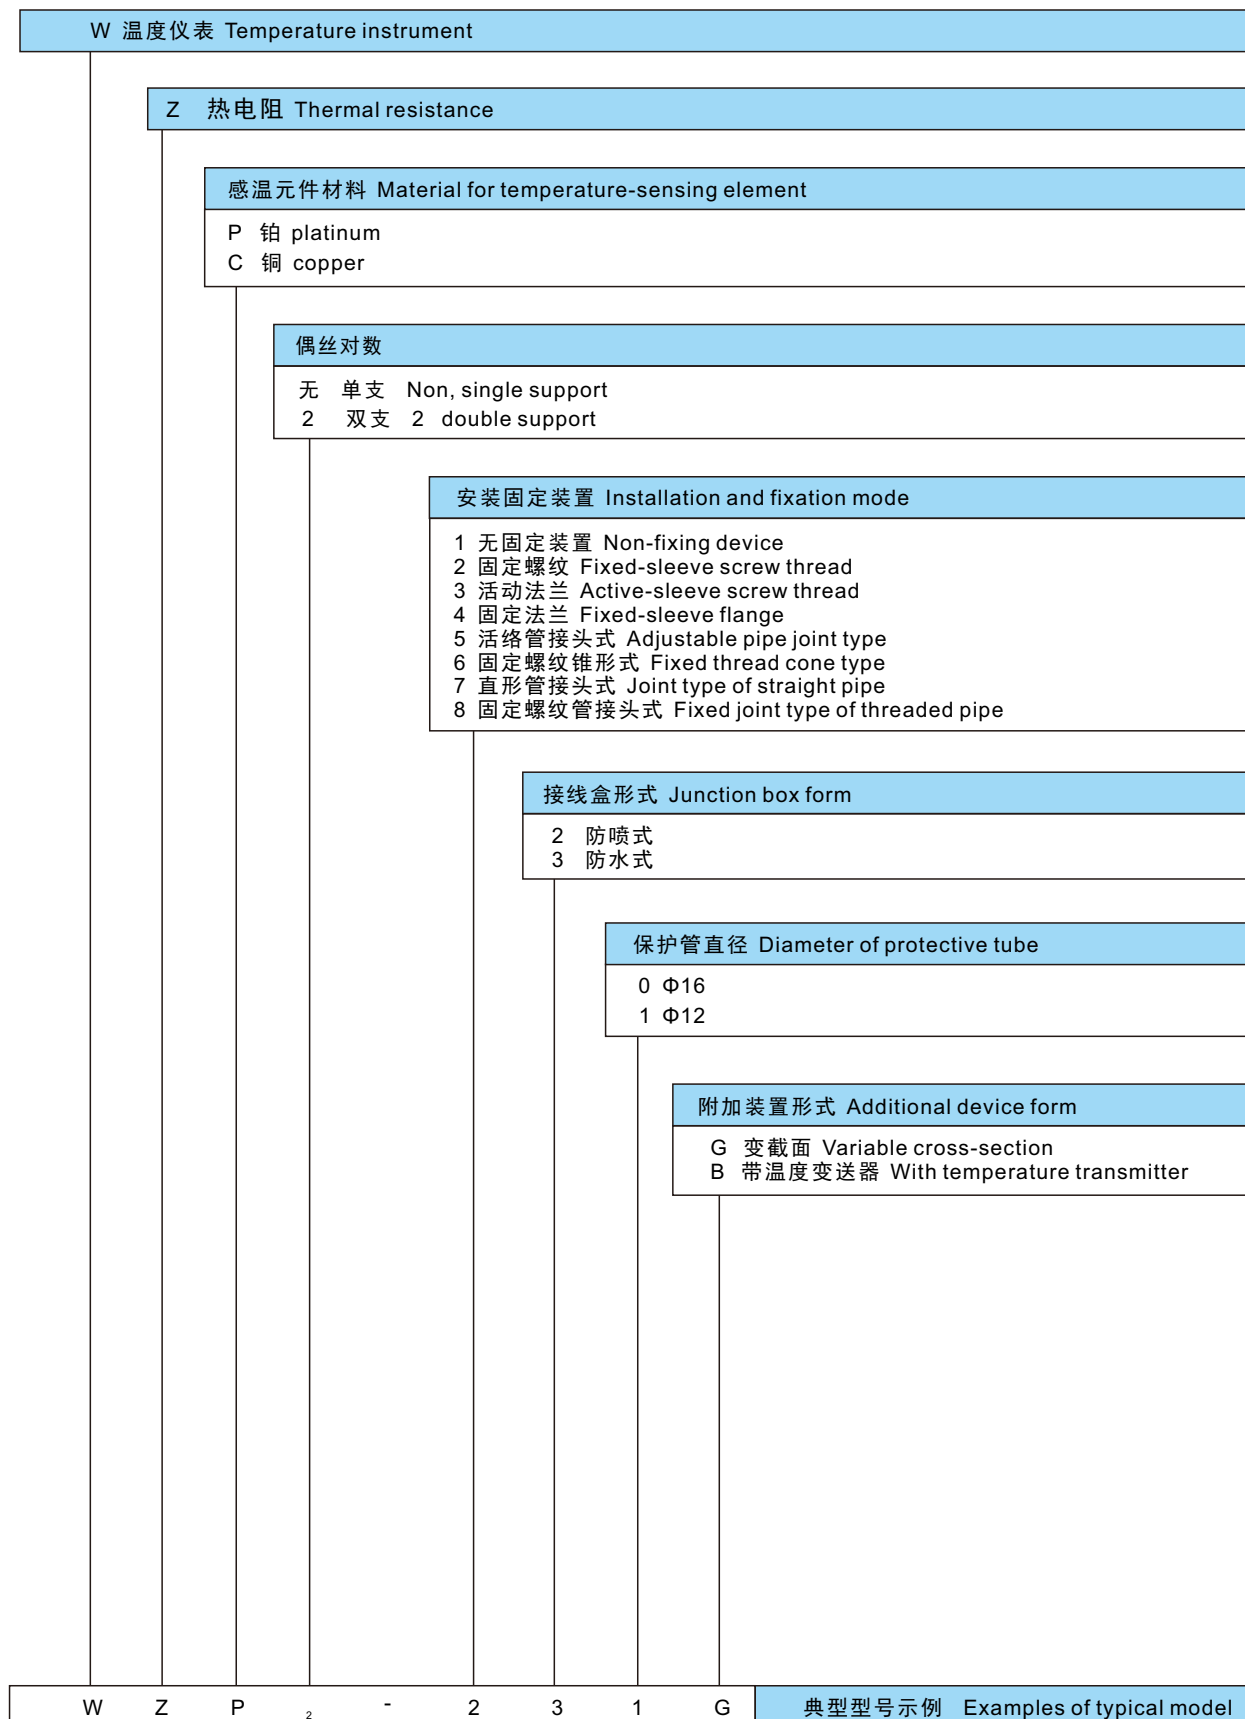 W 温度仪表 Temperature instrument
Z 热电阻 Thermal resistance
感温元件材料 Material for temperature-sensing element
P 铂 platinum
C 铜 copper
偶丝对数
无 单支 Non, single support
2 双支 2 double support
安装固定装置 Installation and fixation mode
1 无固定装置 Non-fixing device
2 固定螺纹 Fixed-sleeve screw thread
3 活动法兰 Active-sleeve screw thread
4 固定法兰 Fixed-sleeve flange
5 活络管接头式 Adjustable pipe joint type
6 固定螺纹锥形式 Fixed thread cone type
7 直形管接头式 Joint type of straight pipe
8 固定螺纹管接头式 Fixed joint type of threaded pipe
接线盒形式 Junction box form
2 防喷式
3 防水式
保护管直径 Diameter of protective tube
0 Φ16
1 Φ12
附加装置形式 Additional device form
G 变截面 Variable cross-section
B 带温度变送器 With temperature transmitter
W Z P 2 - 2 3 1 G 典型型号示例 Examples of typical model